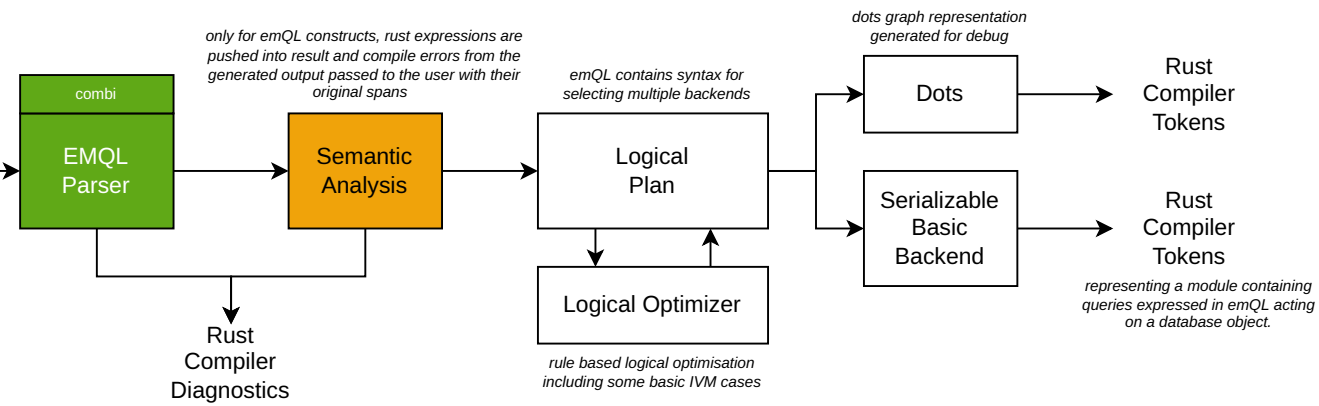 only for emQL constructs, rust expressions are
pushed into result and compile errors from the
generated output passed to the user with their
original spans
combi
EMQL
Parser
Semantic
Analysis
Rust
Compiler
Diagnostics
emQL contains syntax for
selecting multiple backends
Logical
Plan
Logical Optimizer
rule based logical optimisation
including some basic IVM cases
dots graph representation
generated for debug
Dots
Rust
Compiler
Tokens
Serializable
Basic
Backend
Rust
Compiler
Tokens
representing a module containing
queries expressed in emQL acting
on a database object.